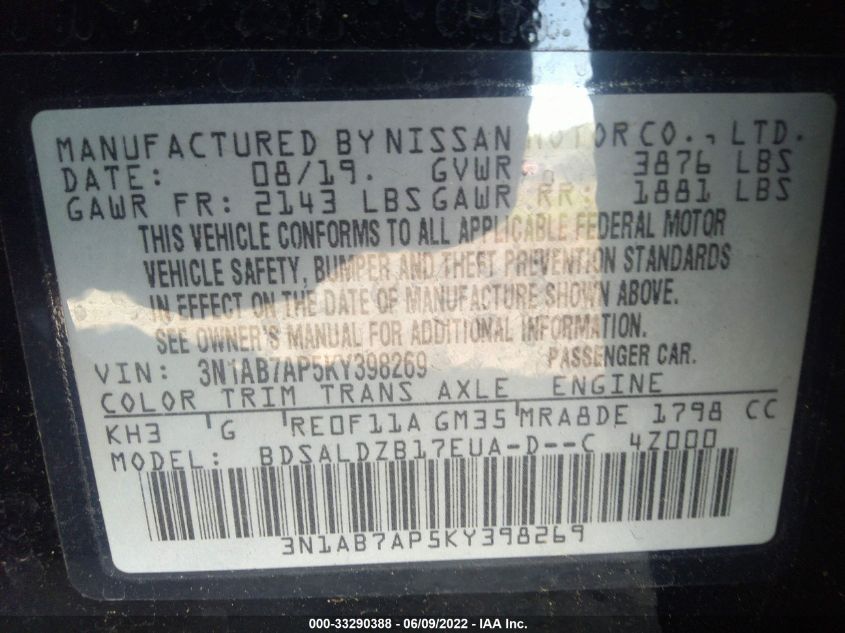 MANUFACTURED BY NISSAN MOTOR CO., LTD.
DATE: 08/19. GVWR: 3876 LBS
GAWR FR: 2143 LBS GAWR RR: 1881 LBS
THIS VEHICLE CONFORMS TO ALL APPLICABLE FEDERAL MOTOR
VEHICLE SAFETY, BUMPER AND THEFT PREVENTION STANDARDS
IN EFFECT ON THE DATE OF MANUFACTURE SHOWN ABOVE.
SEE OWNER'S MANUAL FOR ADDITIONAL INFORMATION.
VIN: 3N1AB7AP5KY398269 PASSENGER CAR.
COLOR TRIM TRANS AXLE ENGINE
KH3 G RE0F11A GM35 MRA8DE 1798 CC
MODEL: BDSALDZB17EUA-D--C 4Z000
3N1AB7AP5KY398269
000-33290388 - 06/09/2022 - IAA Inc.